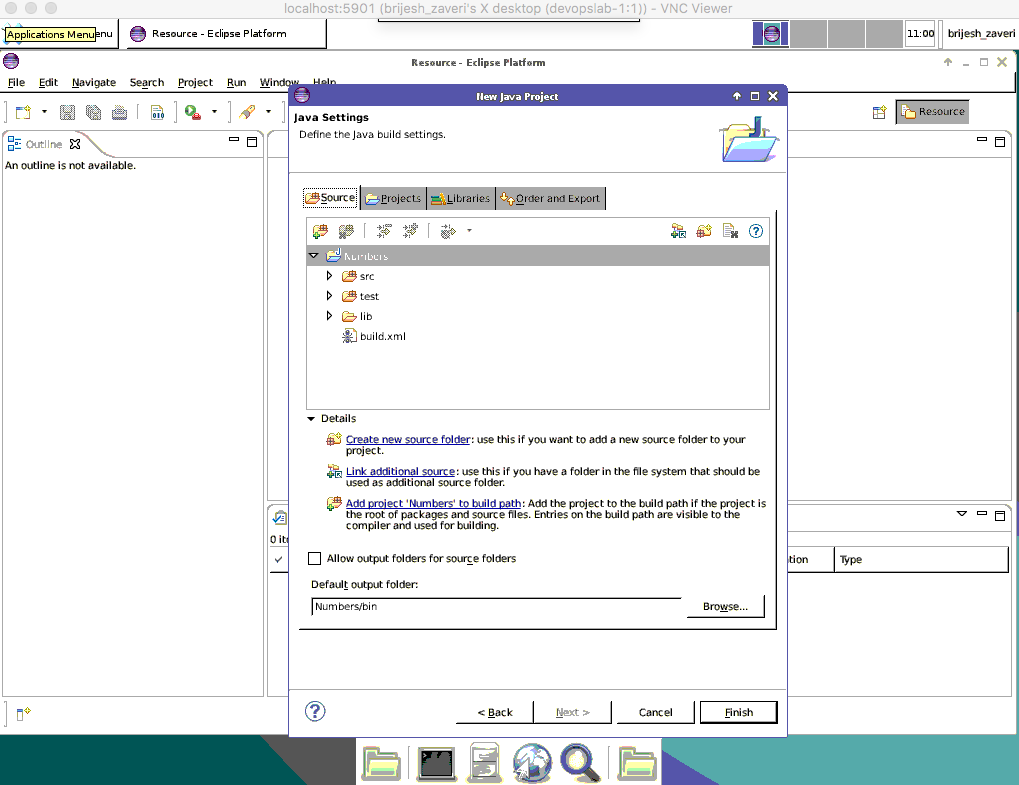 localhost:5901 (brijesh_zaveri's X desktop (devopslab-1:1)) - VNC Viewer
Applications Menu enu
Resource - Eclipse Platform
11:00
brijesh_zaveri
Resource - Eclipse Platform
File Edit Navigate Search Project Run Window Help
New Java Project
Java Settings
Define the Java build settings.
Resource
Outline
An outline is not available.
Source Projects Libraries Order and Export
Numbers
src
test
lib
build.xml
Details
Create new source folder: use this if you want to add a new source folder to your
project.
Link additional source: use this if you have a folder in the file system that should be
used as additional source folder.
Add project 'Numbers' to build path: Add the project to the build path if the project is
the root of packages and source files. Entries on the build path are visible to the
compiler and used for building.
0 ite
tion Type
Allow output folders for source folders
Default output folder:
Numbers/bin
Browse...
< Back Next > Cancel Finish